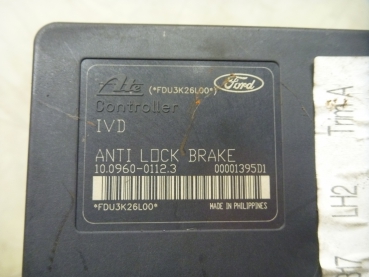 Ate (*FDU3K26L00*) Ford
Controller
IVD
ANTI LOCK BRAKE
10.0960-0112.3 00001395D1
*FDU3K26L00* MADE IN PHILIPPINES
LH2